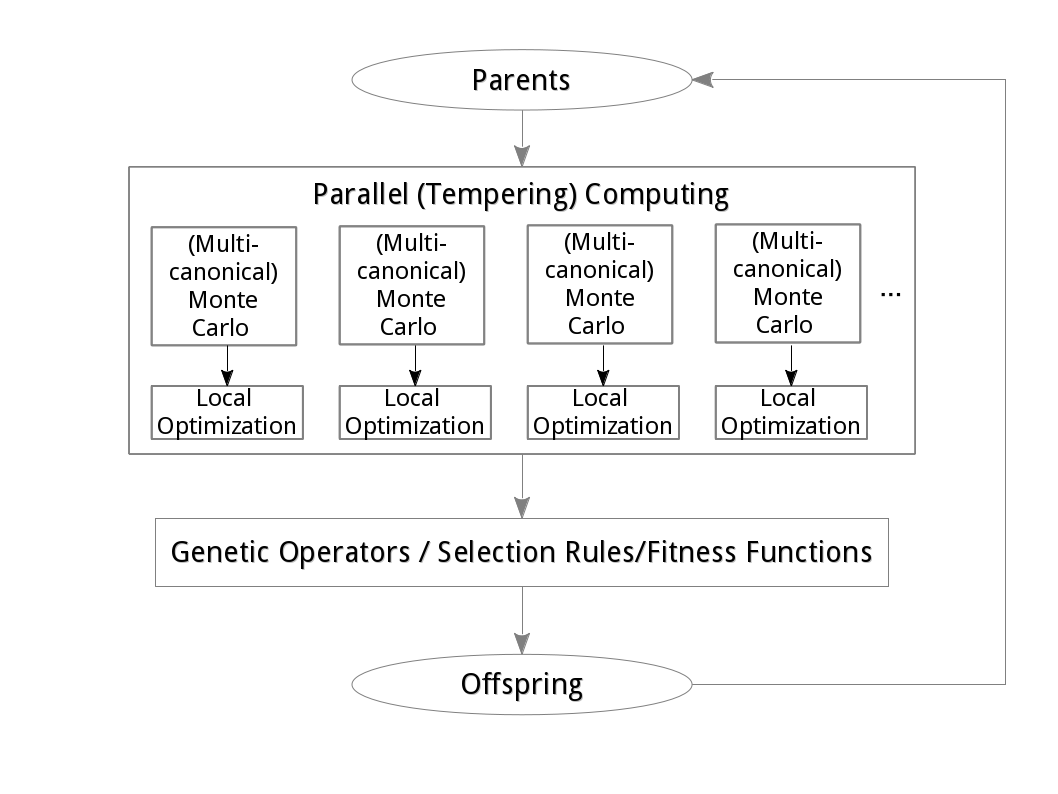 Parents
Parallel (Tempering) Computing
(Multi-
canonical)
Monte
Carlo
(Multi-
canonical)
Monte
Carlo
(Multi-
canonical)
Monte
Carlo
(Multi-
canonical)
Monte
Carlo
...
Local
Optimization
Local
Optimization
Local
Optimization
Local
Optimization
Genetic Operators / Selection Rules/Fitness Functions
Offspring